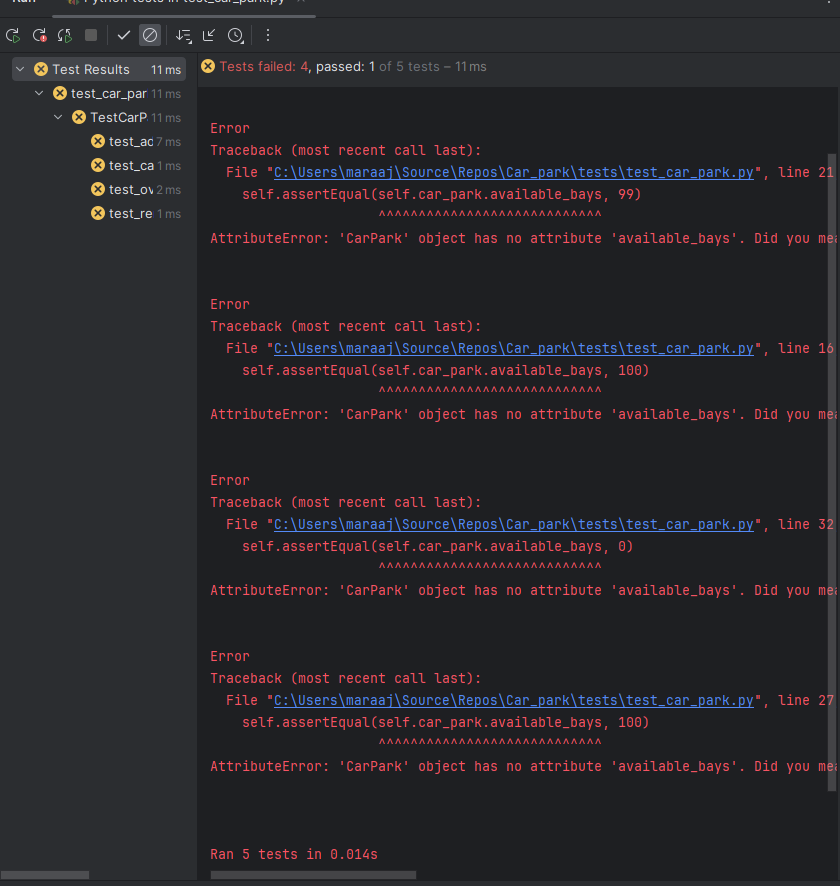 Python tests in test_car_park.py
Test Results 11 ms
test_car_par 11 ms
TestCarP 11 ms
test_ad 7 ms
test_ca 1 ms
test_ov 2 ms
test_re 1 ms
Tests failed: 4, passed: 1 of 5 tests – 11 ms
Error
Traceback (most recent call last):
File "C:\Users\maraaj\Source\Repos\Car_park\tests\test_car_park.py", line 21
self.assertEqual(self.car_park.available_bays, 99)
^^^^^^^^^^^^^^^^^^^^^^^^^^^^
AttributeError: 'CarPark' object has no attribute 'available_bays'. Did you mea
Error
Traceback (most recent call last):
File "C:\Users\maraaj\Source\Repos\Car_park\tests\test_car_park.py", line 16
self.assertEqual(self.car_park.available_bays, 100)
^^^^^^^^^^^^^^^^^^^^^^^^^^^^
AttributeError: 'CarPark' object has no attribute 'available_bays'. Did you mea
Error
Traceback (most recent call last):
File "C:\Users\maraaj\Source\Repos\Car_park\tests\test_car_park.py", line 32
self.assertEqual(self.car_park.available_bays, 0)
^^^^^^^^^^^^^^^^^^^^^^^^^^^^
AttributeError: 'CarPark' object has no attribute 'available_bays'. Did you mea
Error
Traceback (most recent call last):
File "C:\Users\maraaj\Source\Repos\Car_park\tests\test_car_park.py", line 27
self.assertEqual(self.car_park.available_bays, 100)
^^^^^^^^^^^^^^^^^^^^^^^^^^^^
AttributeError: 'CarPark' object has no attribute 'available_bays'. Did you mea
Ran 5 tests in 0.014s